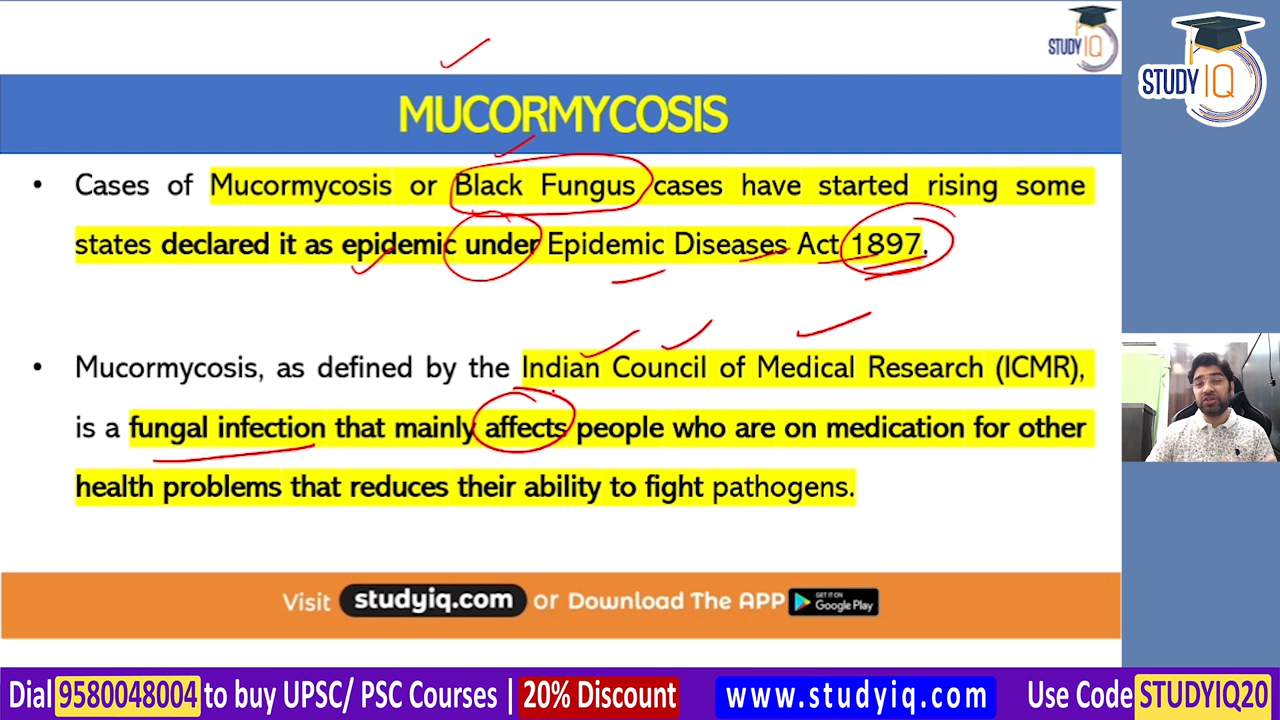 STUDY IQ
STUDY IQ
MUCORMYCOSIS
• Cases of Mucormycosis or Black Fungus cases have started rising some
states declared it as epidemic under Epidemic Diseases Act 1897.
• Mucormycosis, as defined by the Indian Council of Medical Research (ICMR),
is a fungal infection that mainly affects people who are on medication for other
health problems that reduces their ability to fight pathogens.
Visit studyiq.com or Download The APP GET IT ON Google Play
Dial 9580048004 to buy UPSC/ PSC Courses | 20% Discount www.studyiq.com Use Code STUDYIQ20